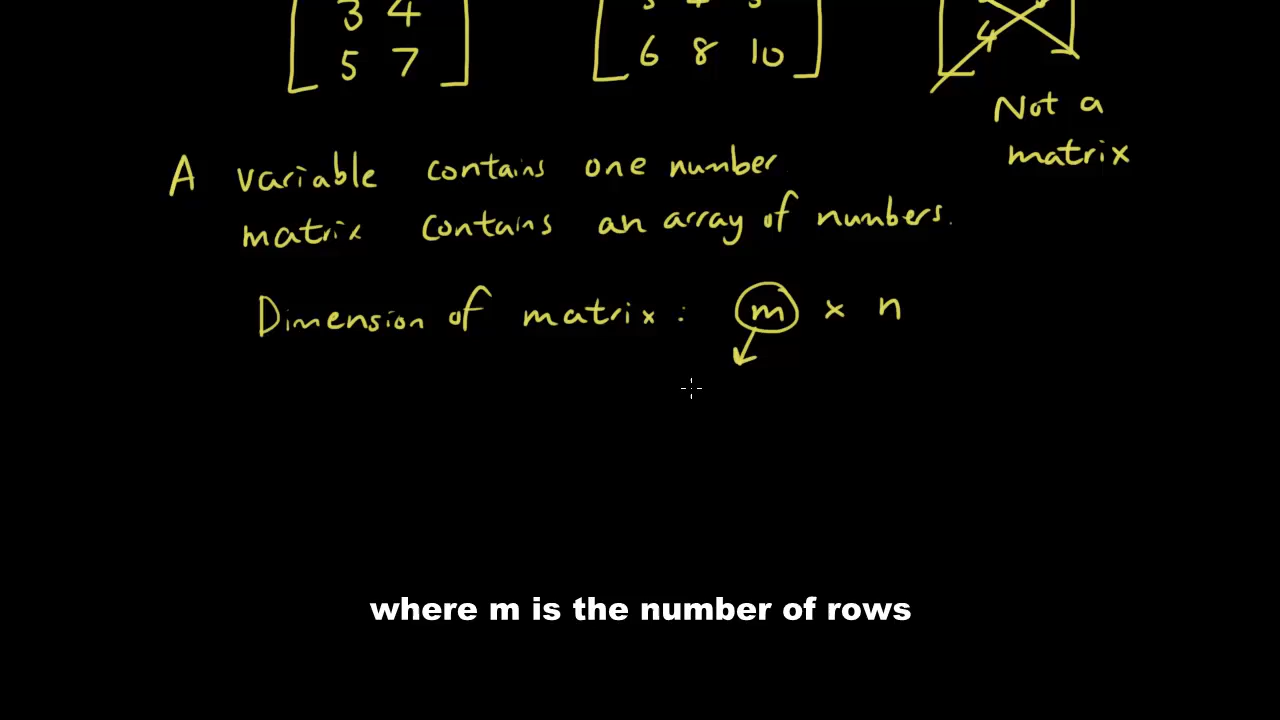 3 4
5 7
6 8 10
4
Not a
matrix
A variable contains one number
matrix contains an array of numbers.
Dimension of matrix : m x n
where m is the number of rows